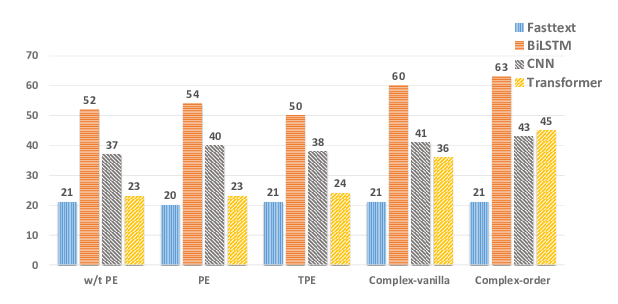 Fasttext
BiLSTM
CNN
Transformer
70
60
50
40
30
20
10
0
21 52 37 23
20 54 40 23
21 50 38 24
21 60 41 36
21 63 43 45
w/t PE PE TPE Complex-vanilla Complex-order